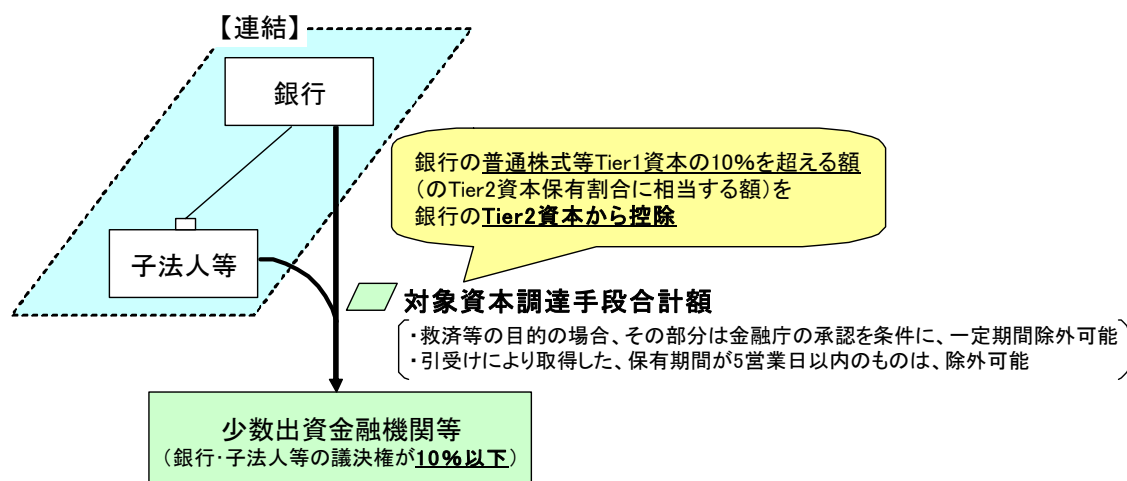 【連結】
銀行
銀行の普通株式等Tier1資本の10%を超える額
（のTier2資本保有割合に相当する額）を
銀行のTier2資本から控除
子法人等
対象資本調達手段合計額
・救済等の目的の場合、その部分は金融庁の承認を条件に、一定期間除外可能
・引受けにより取得した、保有期間が5営業日以内のものは、除外可能
少数出資金融機関等
（銀行・子法人等の議決権が10%以下）